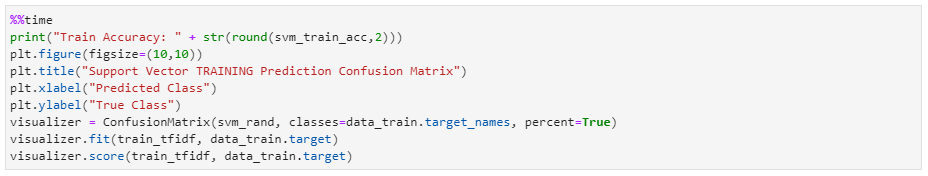 %%time
print("Train Accuracy: " + str(round(svm_train_acc,2)))
plt.figure(figsize=(10,10))
plt.title("Support Vector TRAINING Prediction Confusion Matrix")
plt.xlabel("Predicted Class")
plt.ylabel("True Class")
visualizer = ConfusionMatrix(svm_rand, classes=data_train.target_names, percent=True)
visualizer.fit(train_tfidf, data_train.target)
visualizer.score(train_tfidf, data_train.target)